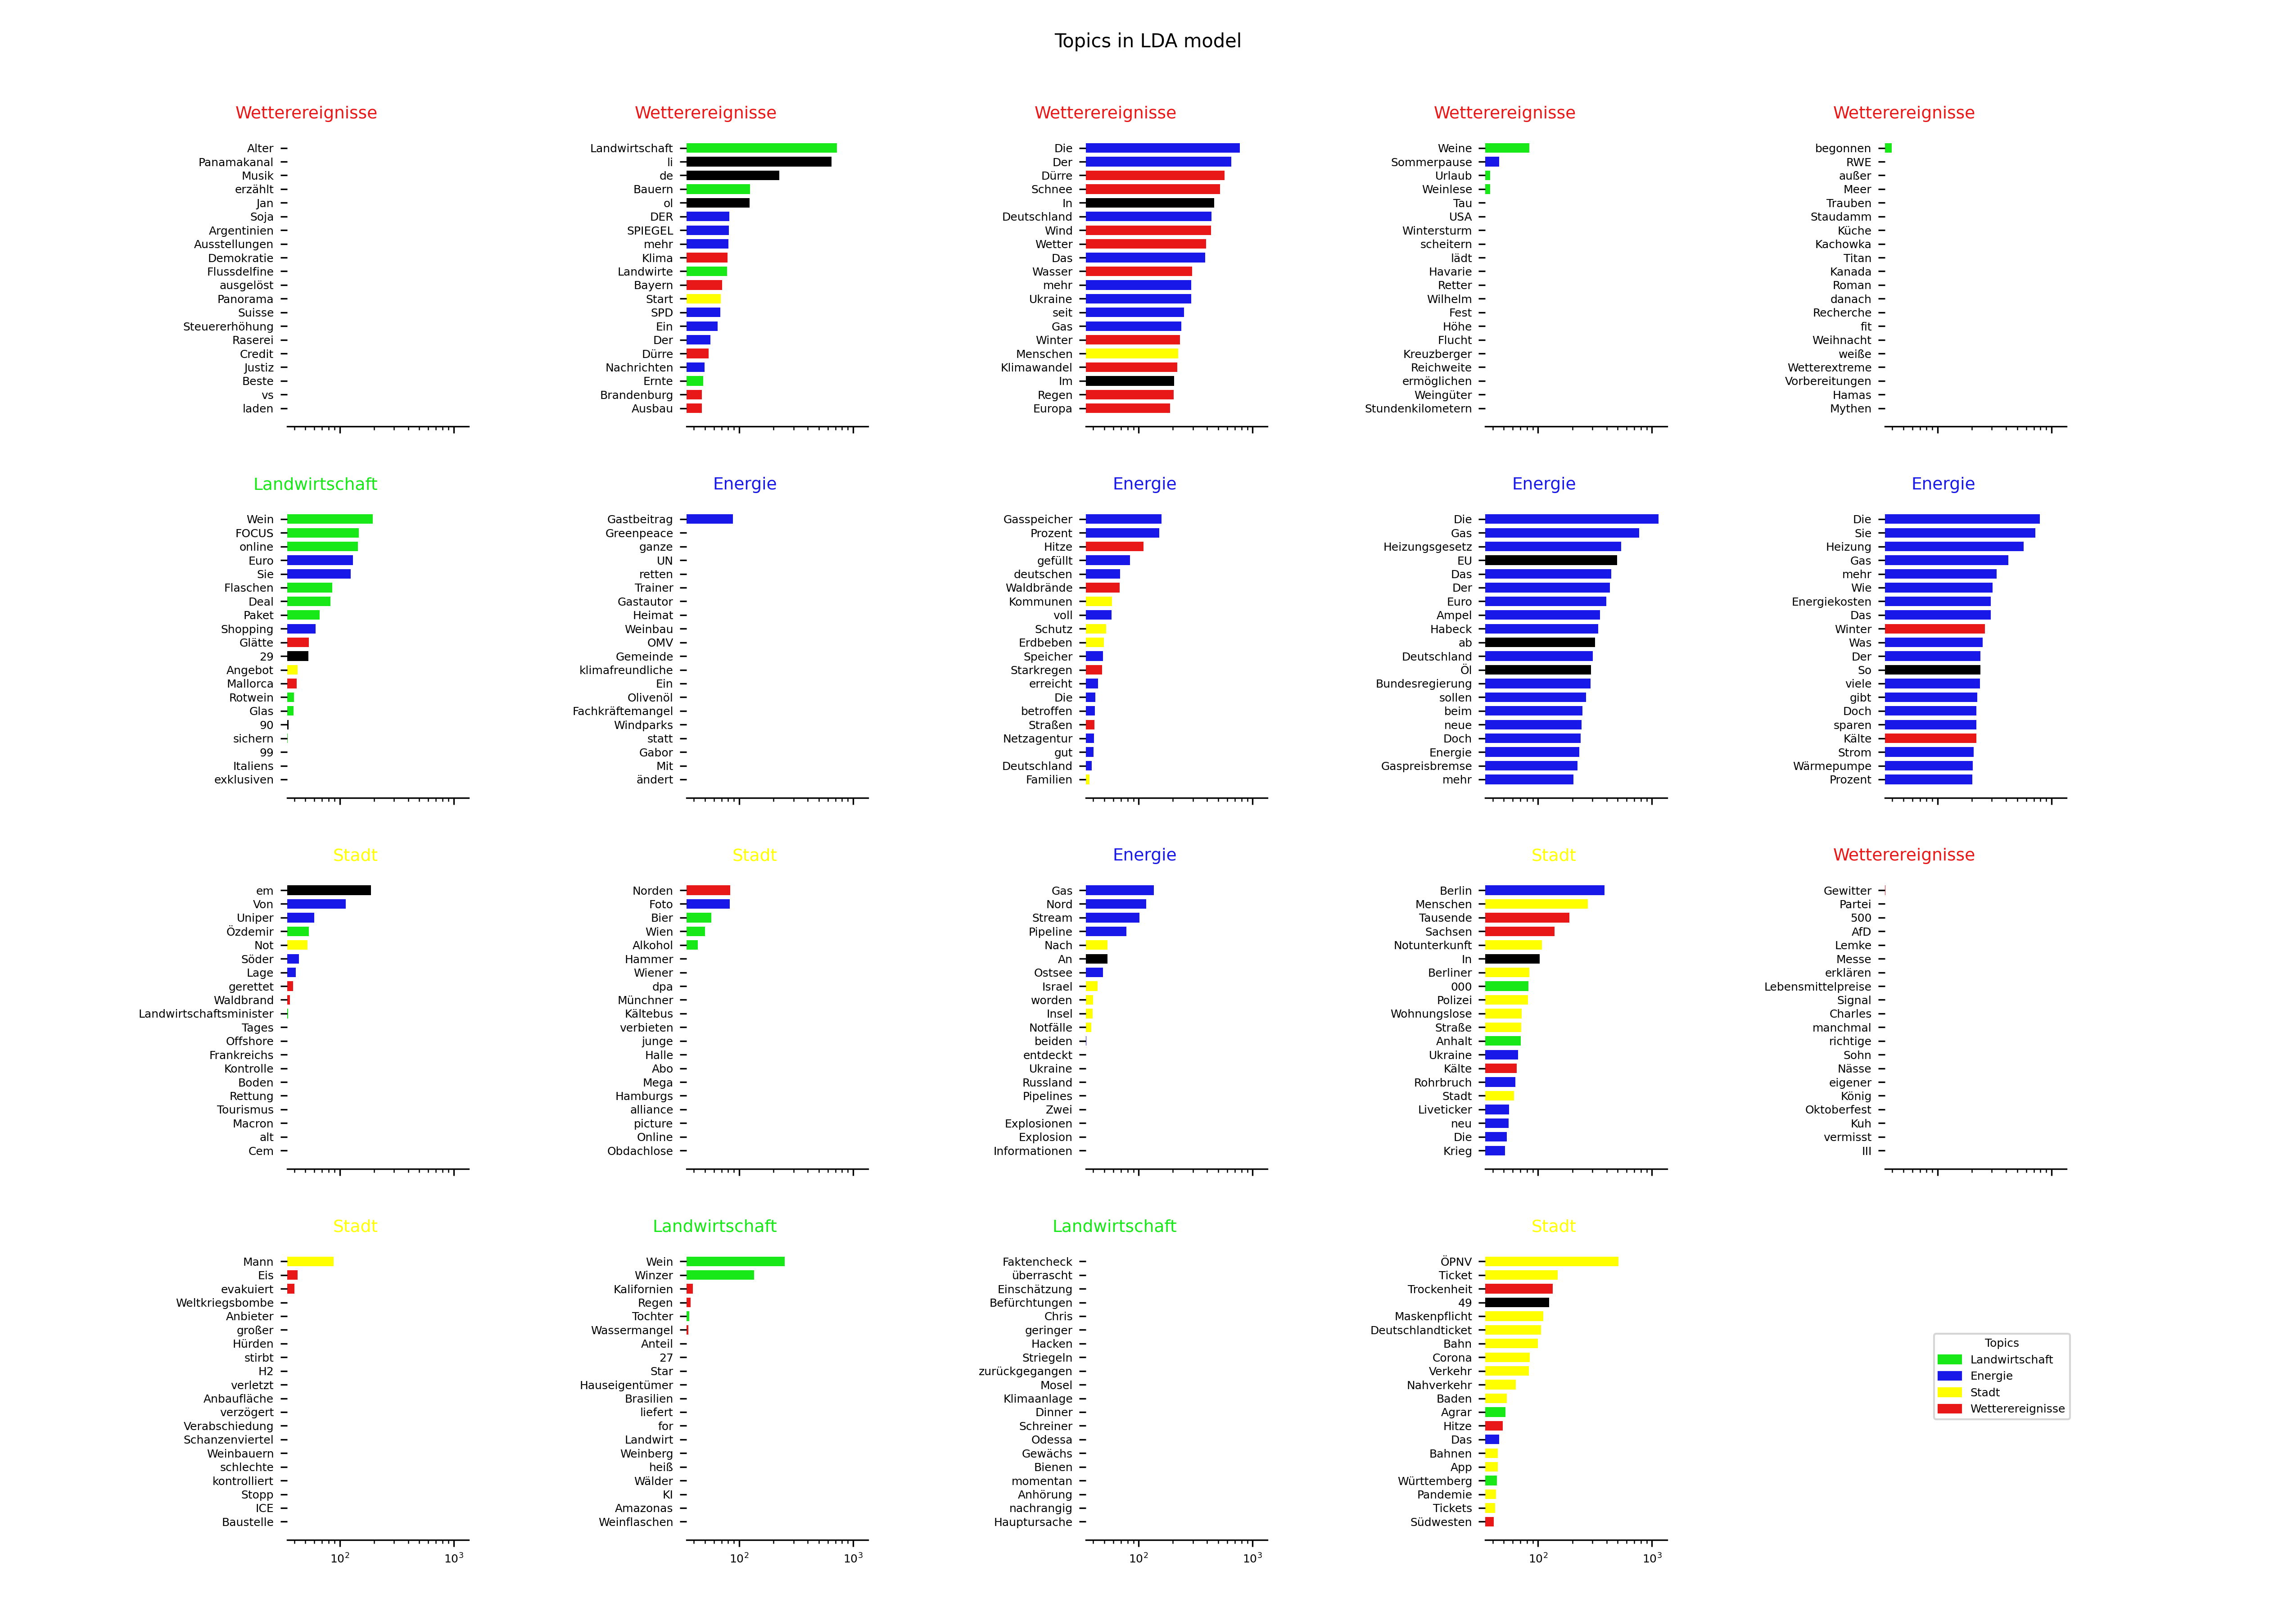 Topics in LDA model
Wetterereignisse
Alter
Panamakanal
Musik
erzählt
Jan
Soja
Argentinien
Ausstellungen
Demokratie
Flussdelfine
ausgelöst
Panorama
Suisse
Steuererhöhung
Raserei
Credit
Justiz
Beste
vs
laden
Wetterereignisse
Landwirtschaft
li
de
Bauern
ol
DER
SPIEGEL
mehr
Klima
Landwirte
Bayern
Start
SPD
Ein
Der
Dürre
Nachrichten
Ernte
Brandenburg
Ausbau
Wetterereignisse
Die
Der
Dürre
Schnee
In
Deutschland
Wind
Wetter
Das
Wasser
mehr
Ukraine
seit
Gas
Winter
Menschen
Klimawandel
Im
Regen
Europa
Wetterereignisse
Weine
Sommerpause
Urlaub
Weinlese
Tau
USA
Wintersturm
scheitern
lädt
Havarie
Retter
Wilhelm
Fest
Höhe
Flucht
Kreuzberger
Reichweite
ermöglichen
Weingüter
Stundenkilometern
Wetterereignisse
begonnen
RWE
außer
Meer
Trauben
Staudamm
Küche
Kachowka
Titan
Kanada
Roman
danach
Recherche
fit
Weihnacht
weiße
Wetterextreme
Vorbereitungen
Hamas
Mythen
Landwirtschaft
Wein
FOCUS
online
Euro
Sie
Flaschen
Deal
Paket
Shopping
Glätte
29
Angebot
Mallorca
Rotwein
Glas
90
sichern
99
Italiens
exklusiven
Energie
Gastbeitrag
Greenpeace
ganze
UN
retten
Trainer
Gastautor
Heimat
Weinbau
OMV
Gemeinde
klimafreundliche
Ein
Olivenöl
Fachkräftemangel
Windparks
statt
Gabor
Mit
ändert
Energie
Gasspeicher
Prozent
Hitze
gefüllt
deutschen
Waldbrände
Kommunen
voll
Schutz
Erdbeben
Speicher
Starkregen
erreicht
Die
betroffen
Straßen
Netzagentur
gut
Deutschland
Familien
Energie
Die
Gas
Heizungsgesetz
EU
Das
Der
Euro
Ampel
Habeck
ab
Deutschland
Öl
Bundesregierung
sollen
beim
neue
Doch
Energie
Gaspreisbremse
mehr
Energie
Die
Sie
Heizung
Gas
mehr
Wie
Energiekosten
Das
Winter
Was
Der
So
viele
gibt
Doch
sparen
Kälte
Strom
Wärmepumpe
Prozent
Stadt
em
Von
Uniper
Özdemir
Not
Söder
Lage
gerettet
Waldbrand
Landwirtschaftsminister
Tages
Offshore
Frankreichs
Kontrolle
Boden
Rettung
Tourismus
Macron
alt
Cem
Stadt
Norden
Foto
Bier
Wien
Alkohol
Hammer
Wiener
dpa
Münchner
Kältebus
verbieten
junge
Halle
Abo
Mega
Hamburgs
alliance
picture
Online
Obdachlose
Energie
Gas
Nord
Stream
Pipeline
Nach
An
Ostsee
Israel
worden
Insel
Notfälle
beiden
entdeckt
Ukraine
Russland
Pipelines
Zwei
Explosionen
Explosion
Informationen
Stadt
Berlin
Menschen
Tausende
Sachsen
Notunterkunft
In
Berliner
000
Polizei
Wohnungslose
Straße
Anhalt
Ukraine
Kälte
Rohrbruch
Stadt
Liveticker
neu
Die
Krieg
Wetterereignisse
Gewitter
Partei
500
AfD
Lemke
Messe
erklären
Lebensmittelpreise
Signal
Charles
manchmal
richtige
Sohn
Nässe
eigener
König
Oktoberfest
Kuh
vermisst
III
Stadt
Mann
Eis
evakuiert
Weltkriegsbombe
Anbieter
großer
Hürden
stirbt
H2
verletzt
Anbaufläche
verzögert
Verabschiedung
Schanzenviertel
Weinbauern
schlechte
kontrolliert
Stopp
ICE
Baustelle
10²
10³
Landwirtschaft
Wein
Winzer
Kalifornien
Regen
Tochter
Wassermangel
Anteil
27
Star
Hauseigentümer
Brasilien
liefert
for
Landwirt
Weinberg
heiß
Wälder
KI
Amazonas
Weinflaschen
10²
10³
Landwirtschaft
Faktencheck
überrascht
Einschätzung
Befürchtungen
Chris
geringer
Hacken
Striegeln
zurückgegangen
Mosel
Klimaanlage
Dinner
Schreiner
Odessa
Gewächs
Bienen
momentan
Anhörung
nachrangig
Hauptursache
10²
10³
Stadt
ÖPNV
Ticket
Trockenheit
49
Maskenpflicht
Deutschlandticket
Bahn
Corona
Verkehr
Nahverkehr
Baden
Agrar
Hitze
Das
Bahnen
App
Württemberg
Pandemie
Tickets
Südwesten
10²
10³
Topics
Landwirtschaft
Energie
Stadt
Wetterereignisse